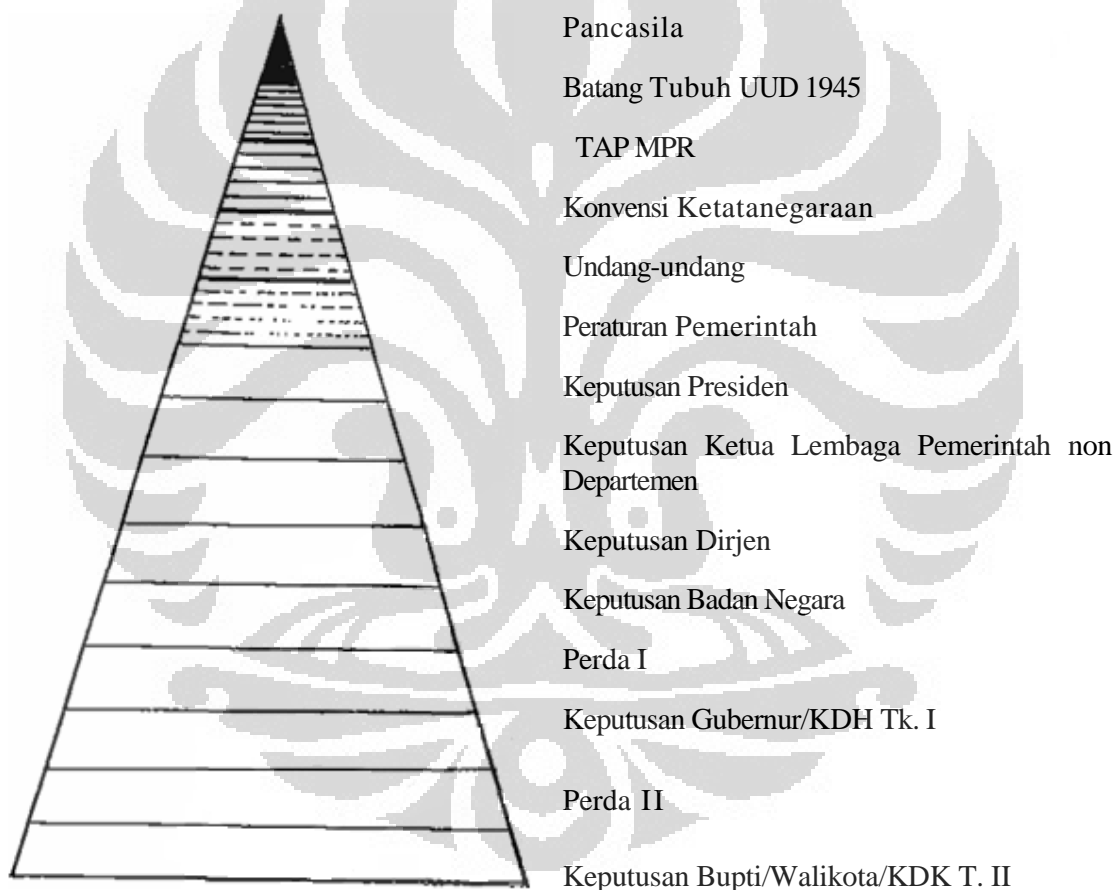 Pancasila
Batang Tubuh UUD 1945
TAP MPR
Konvensi Ketatanegaraan
Undang-undang
Peraturan Pemerintah
Keputusan Presiden
Keputusan Ketua Lembaga Pemerintah non
Departemen
Keputusan Dirjen
Keputusan Badan Negara
Perda I
Keputusan Gubernur/KDH Tk. I
Perda II
Keputusan Bupti/Walikota/KDK T. II